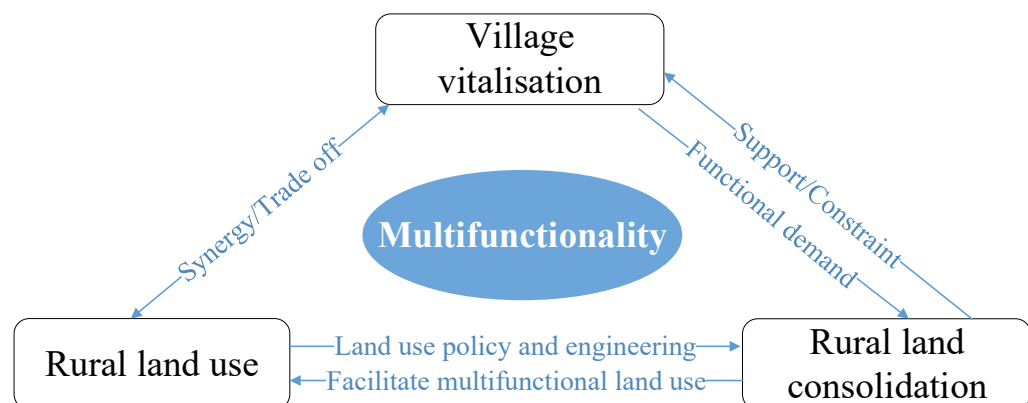 Village
vitalisation
Synergy/Trade off
Support/Constraint
Functional demand
Multifunctionality
Rural land use
Land use policy and engineering
Facilitate multifunctional land use
Rural land
consolidation